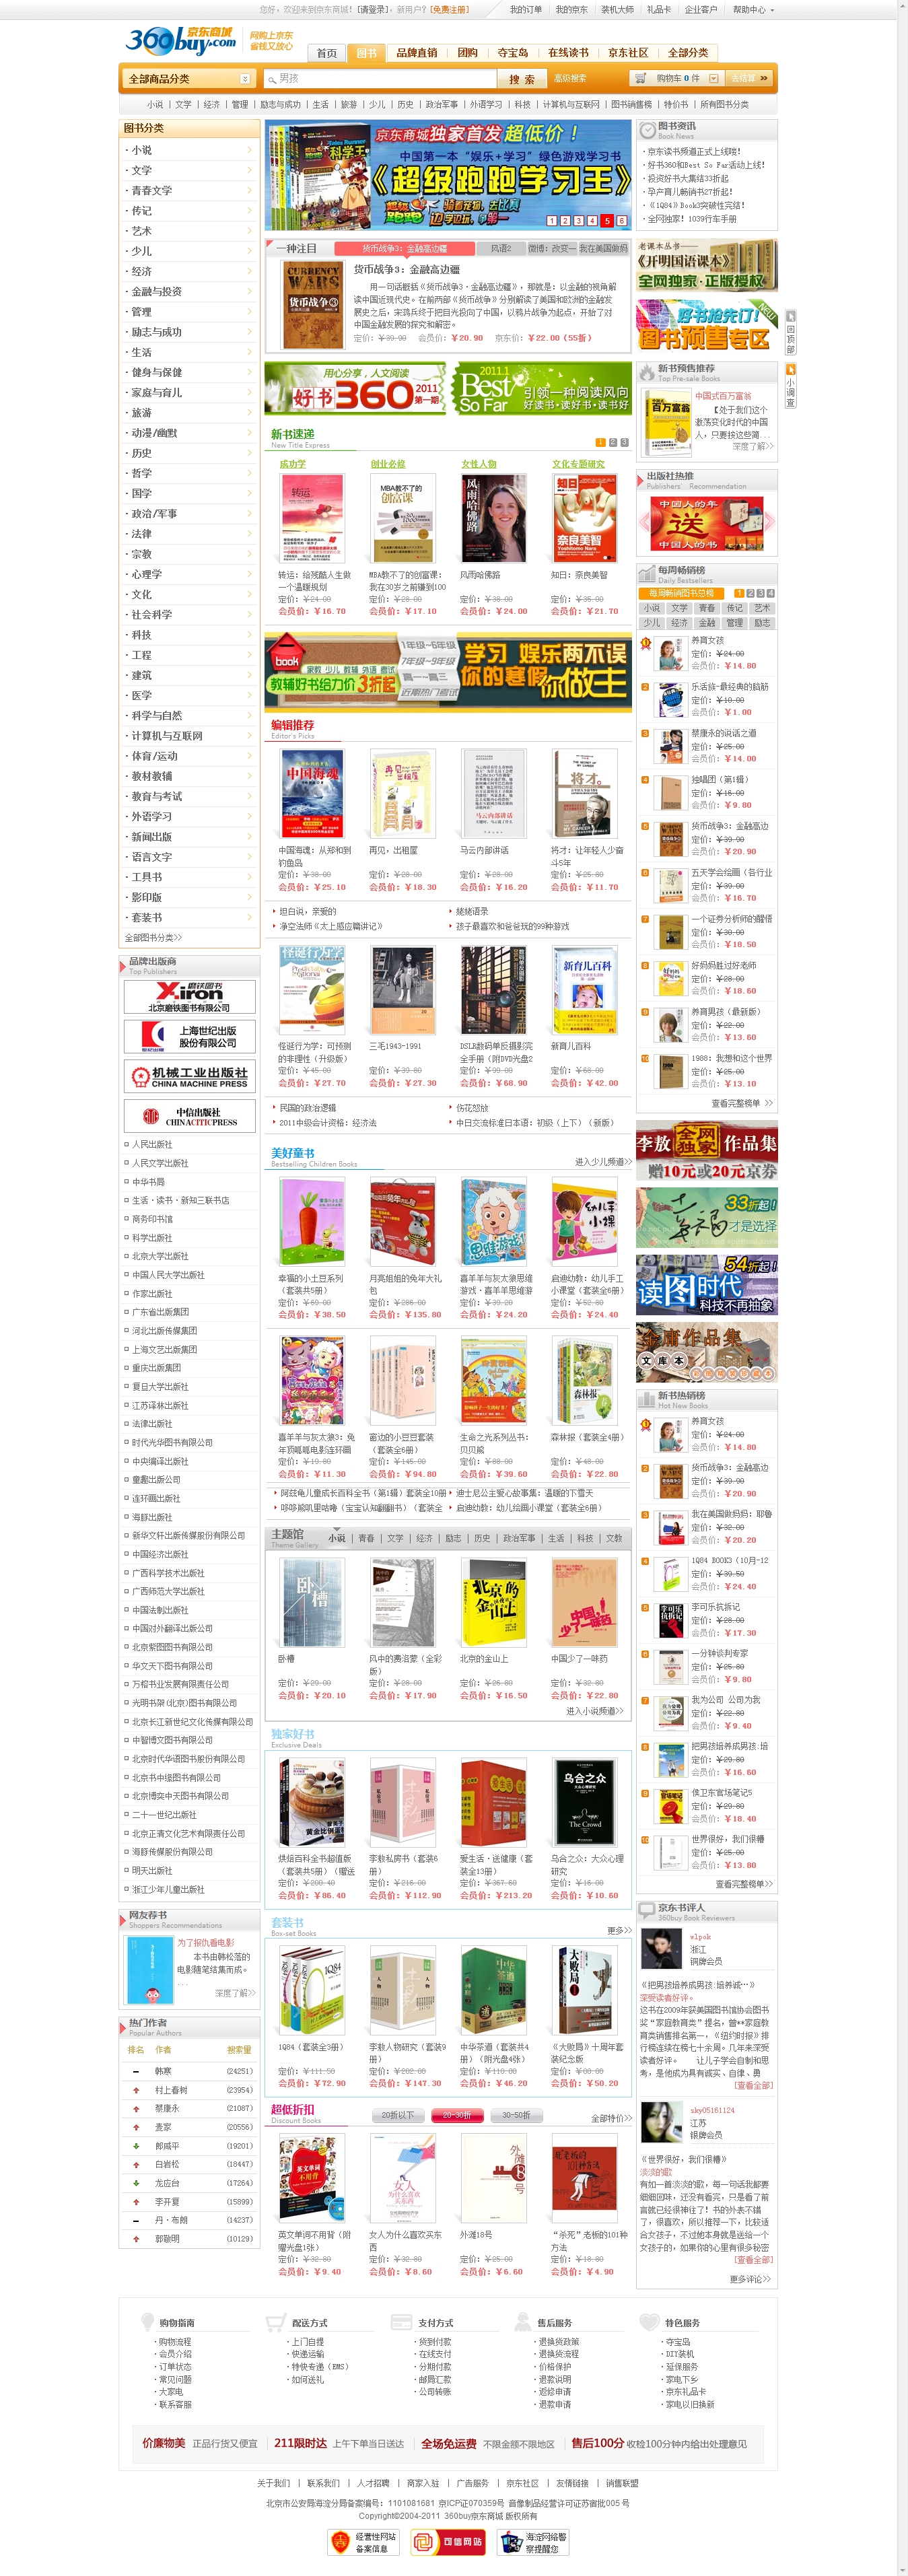 您好,欢迎来到京东商城! [请登录], 新用户? [免费注册]
我的订单 我的京东 装机大师 礼品卡 企业客户 帮助中心
360buy.com 京东商城
网购上京东
省钱又放心
首页 图书 品牌直销 团购 夺宝岛 在线读书 京东社区 全部分类
全部商品分类 男孩 搜 索 高级搜索 购物车 0 件 去结算
小说 | 文学 | 经济 | 管理 | 励志与成功 | 生活 | 旅游 | 少儿 | 历史 | 政治军事 | 外语学习 | 科技 | 计算机与互联网 | 图书销售榜 | 特价书 | 所有图书分类
图书分类
· 小说
· 文学
· 青春文学
· 传记
· 艺术
· 少儿
· 经济
· 金融与投资
· 管理
· 励志与成功
· 生活
· 健身与保健
· 家庭与育儿
· 旅游
· 动漫/幽默
· 历史
· 哲学
· 国学
· 政治/军事
· 法律
· 宗教
· 心理学
· 文化
· 社会科学
· 科技
· 工程
· 建筑
· 医学
· 科学与自然
· 计算机与互联网
· 体育/运动
· 教材教辅
· 教育与考试
· 外语学习
· 新闻出版
· 语言文字
· 工具书
· 影印版
· 套装书
全部图书分类>>
品牌出版商
Top Publishers
Xiron
北京磨铁图书有限公司
上海世纪出版
股份有限公司
机械工业出版社
CHINA MACHINE PRESS
中信出版社
CHINA CITIC PRESS
人民出版社
人民文学出版社
中华书局
生活·读书·新知三联书店
商务印书馆
科学出版社
北京大学出版社
中国人民大学出版社
作家出版社
广东省出版集团
河北出版传媒集团
上海文艺出版集团
重庆出版集团
复旦大学出版社
江苏译林出版社
法律出版社
时代光华图书有限公司
中央编译出版社
童趣出版公司
连环画出版社
海豚出版社
新华文轩出版传媒股份有限公司
中国经济出版社
广西科学技术出版社
广西师范大学出版社
中国法制出版社
中国对外翻译出版公司
北京紫图图书有限公司
华文天下图书有限公司
万榕书业发展有限责任公司
光明书架(北京)图书有限公司
北京长江新世纪文化传媒有限公司
中智博文图书有限公司
北京时代华语图书股份有限公司
北京书中缘图书有限公司
北京博奕中天图书有限公司
二十一世纪出版社
北京正清文化艺术有限责任公司
海豚传媒股份有限公司
明天出版社
浙江少年儿童出版社
网友荐书
Shoppers Recommendations
为了报仇看电影
本书由韩松落的
电影随笔结集而成。
...
深度了解>>
热门作者
Popular Authors
排名 作者 搜索量
韩寒 (24251)
村上春树 (23954)
蔡康永 (21087)
麦家 (20556)
郎咸平 (19201)
白岩松 (18447)
龙应台 (17264)
李开复 (15899)
丹·布朗 (14237)
郭敬明 (10129)
京东商城独家首发超低价!
中国第一本“娱乐+学习”绿色游戏学习书
《超级跑跑学习王》
1 2 3 4 5 6
一种注目 货币战争3:金融高边疆 风语2 微博:改变一 我在美国做妈
货币战争3:金融高边疆
用一句话概括《货币战争3·金融高边疆》,那就是:以金融的视角解
读中国近现代史。在前两部《货币战争》分别解读了美国和欧洲的金融发
展史之后,宋鸿兵终于把目光投向了中国,以鸦片战争为起点,开始了对
中国金融发展的探究和解密。
定价:￥39.90 会员价:￥20.90 京东价:￥22.00(55折)
用心分享,人文阅读
好书360 2011 第一期
2011 Best So Far
引领一种阅读风向
好读书·读好书·读书好
新书速递
New Title Express
1 2 3
成功学 创业必修 女性人物 文化专题研究
转运:给残酷人生做
一个温暖规划
定价:￥24.00
会员价:￥16.70
MBA教不了的创富课:
我在30岁之前赚到100
定价:￥28.00
会员价:￥17.10
风雨哈佛路
定价:￥38.00
会员价:￥24.00
知日:奈良美智
定价:￥35.00
会员价:￥21.70
book
教辅好书给力价3折起
1年级~6年级
7年级~9年级
学习 娱乐两不误
你的寒假你做主
编辑推荐
Editor's Picks
中国海魂:从郑和到
钓鱼岛
定价:￥38.00
会员价:￥25.10
再见,出租屋
定价:￥28.00
会员价:￥18.30
马云内部讲话
定价:￥28.00
会员价:￥16.20
将才:让年轻人少奋
斗5年
定价:￥25.80
会员价:￥11.70
坦白说,亲爱的
姥姥语录
净空法师《太上感应篇讲记》
孩子最喜欢和爸爸玩的99种游戏
怪诞行为学:可预测
的非理性(升级版)
定价:￥45.00
会员价:￥27.70
三毛1943-1991
定价:￥39.80
会员价:￥27.30
DSLR数码单反摄影完
全手册(附DVD光盘2
定价:￥99.00
会员价:￥68.90
新育儿百科
定价:￥68.00
会员价:￥42.00
民国的政治逻辑
伤花怒放
2011中级会计资格:经济法
中日交流标准日本语:初级(上下)(新版)
美好童书
Bestselling Children Books
进入少儿频道>>
幸福的小土豆系列
(套装共5册)
定价:￥69.00
会员价:￥38.50
月亮姐姐的兔年大礼
包
定价:￥286.00
会员价:￥135.80
喜羊羊与灰太狼思维
游戏·喜羊羊思维游
定价:￥39.20
会员价:￥24.20
启迪幼教:幼儿手工
小课堂(套装全6册)
定价:￥52.80
会员价:￥24.40
喜羊羊与灰太狼3:兔
年顶呱呱电影连环画
定价:￥19.80
会员价:￥11.30
窗边的小豆豆套装
(套装全6册)
定价:￥145.00
会员价:￥94.80
生命之光系列丛书:
贝贝熊
定价:￥88.00
会员价:￥39.60
森林报(套装全4册)
定价:￥48.00
会员价:￥22.80
阿兹龟儿童成长百科全书(第1辑)套装全10册
迪士尼公主爱心故事集:温暖的下雪天
哆哆熊叽里咕噜(宝宝认知翻翻书)(套装全
启迪幼教:幼儿绘画小课堂(套装全6册)
主题馆
Theme Gallery
小说 | 青春 | 文学 | 经济 | 励志 | 历史 | 政治军事 | 生活 | 科技 | 文教
卧槽
定价:￥29.00
会员价:￥20.10
风中的费洛蒙(全彩
版)
定价:￥28.00
会员价:￥17.90
北京的金山上
定价:￥26.80
会员价:￥16.50
中国少了一味药
定价:￥32.80
会员价:￥22.80
进入小说频道>>
独家好书
Exclusive Deals
烘焙百科全书超值版
(套装共5册)(赠送
定价:￥200.40
会员价:￥86.40
李敖私房书(套装6
册)
定价:￥216.00
会员价:￥112.90
爱生活·送健康(套
装全13册)
定价:￥367.60
会员价:￥213.20
乌合之众:大众心理
研究
定价:￥16.00
会员价:￥10.60
套装书
Box-set Books
更多>>
1Q84(套装全3册)
定价:￥111.50
会员价:￥72.90
李敖人物研究(套装9
册)
定价:￥282.00
会员价:￥147.30
中华茶道(套装共4
册)(附光盘4张)
定价:￥110.00
会员价:￥46.20
《大败局》十周年套
装纪念版
定价:￥80.00
会员价:￥50.20
超低折扣
Discount Books
20折以下 20-30折 30-50折 全部特价>>
英文单词不用背(附
赠光盘1张)
定价:￥32.80
会员价:￥9.40
女人为什么喜欢买东
西
定价:￥32.80
会员价:￥8.60
外滩18号
定价:￥25.00
会员价:￥6.60
“杀死”老板的101种
方法
定价:￥18.80
会员价:￥4.90
图书资讯
Book News
· 京东读书频道正式上线喽!
· 好书360和Best So Far活动上线!
· 投资好书大集结33折起
· 孕产育儿畅销书27折起!
· 《1Q84》Book3突破性完结!
· 全网独家! 1039行车手册
老课本丛书
《开明国语课本》
全网独家·正版授权
好书抢先订!
图书预售专区
NEW
回顶部
小调查
新书预售推荐
Top Pre-sale Books
中国式百万富翁
【处于我们这个
激荡变化时代的中国
人,只要按这些简...
深度了解>>
出版社热推
Publishers Recommendation
中国人的年
送
中国人的书
每周畅销榜
Daily Bestsellers
每周畅销图书总榜 1 2 3 4
小说 文学 青春 传记 艺术
少儿 经济 金融 管理 励志
养育女孩
定价:￥24.00
会员价:￥14.80
乐活族-最经典的脑筋
定价:￥10.00
会员价:￥1.00
蔡康永的说话之道
定价:￥25.00
会员价:￥14.00
独唱团(第1辑)
定价:￥16.00
会员价:￥9.80
货币战争3:金融高边
定价:￥39.90
会员价:￥20.90
五天学会绘画(各行业
定价:￥39.00
会员价:￥16.70
一个证券分析师的醒悟
定价:￥30.00
会员价:￥18.50
好妈妈胜过好老师
定价:￥28.00
会员价:￥18.60
养育男孩(最新版)
定价:￥22.00
会员价:￥13.60
1988:我想和这个世界
定价:￥25.00
会员价:￥13.10
查看完整榜单 >>
李敖 全网独家 作品集
赠10元or20元京券
幸福 33折起!
才是选择
54折起!
读图时代
科技不再抽象
金庸作品集
文库本
新书热销榜
Hot New Books
养育女孩
定价:￥24.00
会员价:￥14.80
货币战争3:金融高边
定价:￥39.90
会员价:￥20.90
我在美国做妈妈:耶鲁
定价:￥32.00
会员价:￥20.20
1Q84 BOOK3(10月-12
定价:￥39.50
会员价:￥24.40
李可乐抗拆记
定价:￥28.00
会员价:￥17.30
一分钟谈判专家
定价:￥25.80
会员价:￥9.80
我为公司 公司为我
定价:￥22.80
会员价:￥9.40
把男孩培养成男孩:培
定价:￥29.80
会员价:￥16.60
侯卫东官场笔记5
定价:￥29.80
会员价:￥18.40
世界很好,我们很糟
定价:￥25.00
会员价:￥13.80
查看完整榜单>>
京东书评人
360buy Book Reviewers
wlpok
浙江
铜牌会员
《把男孩培养成男孩:培养诚…》
深受读者好评。
这书在2009年获美国图书馆协会图书
奖“家庭教育类”提名,曾**家庭教
育类销售排名第一,《纽约时报》排
行榜连续在榜七十余周。几年来深受
读者好评。 让儿子学会自制和思
考,是他成为具有诚实、自律、勇
[查看全部]
sky05161124
江苏
银牌会员
《世界很好,我们很糟》
淡淡的歌
有如一首淡淡的歌,每一句话我都要
细细回味,还没有看完,只是看了前
言就已经很神往了!书的外表不错
了,很喜欢,所以推荐一下,比较适
合女孩子,不过她本身就是送给一个
女孩子的,如果你的心里有很多秘密
[查看全部]
更多评论>>
购物指南
· 购物流程
· 会员介绍
· 订单状态
· 常见问题
· 大家电
· 联系客服
配送方式
· 上门自提
· 快递运输
· 特快专递(EMS)
· 如何送礼
支付方式
· 货到付款
· 在线支付
· 分期付款
· 邮局汇款
· 公司转账
售后服务
· 退换货政策
· 退换货流程
· 价格保护
· 退款说明
· 返修申请
· 退款申请
特色服务
· 夺宝岛
· DIY装机
· 延保服务
· 家电下乡
· 京东礼品卡
· 家电以旧换新
价廉物美 正品行货又便宜 211限时达 上午下单当日送达 全场免运费 不限金额不限地区 售后100分 收检100分钟内给出处理意见
关于我们 | 联系我们 | 人才招聘 | 商家入驻 | 广告服务 | 京东社区 | 友情链接 | 销售联盟
北京市公安局海淀分局备案编号:1101081681 京ICP证070359号 音像制品经营许可证苏宿批005号
Copyright©2004-2011 360buy京东商城 版权所有
经营性网站
备案信息
可信网站
海淀网络警
察提醒您